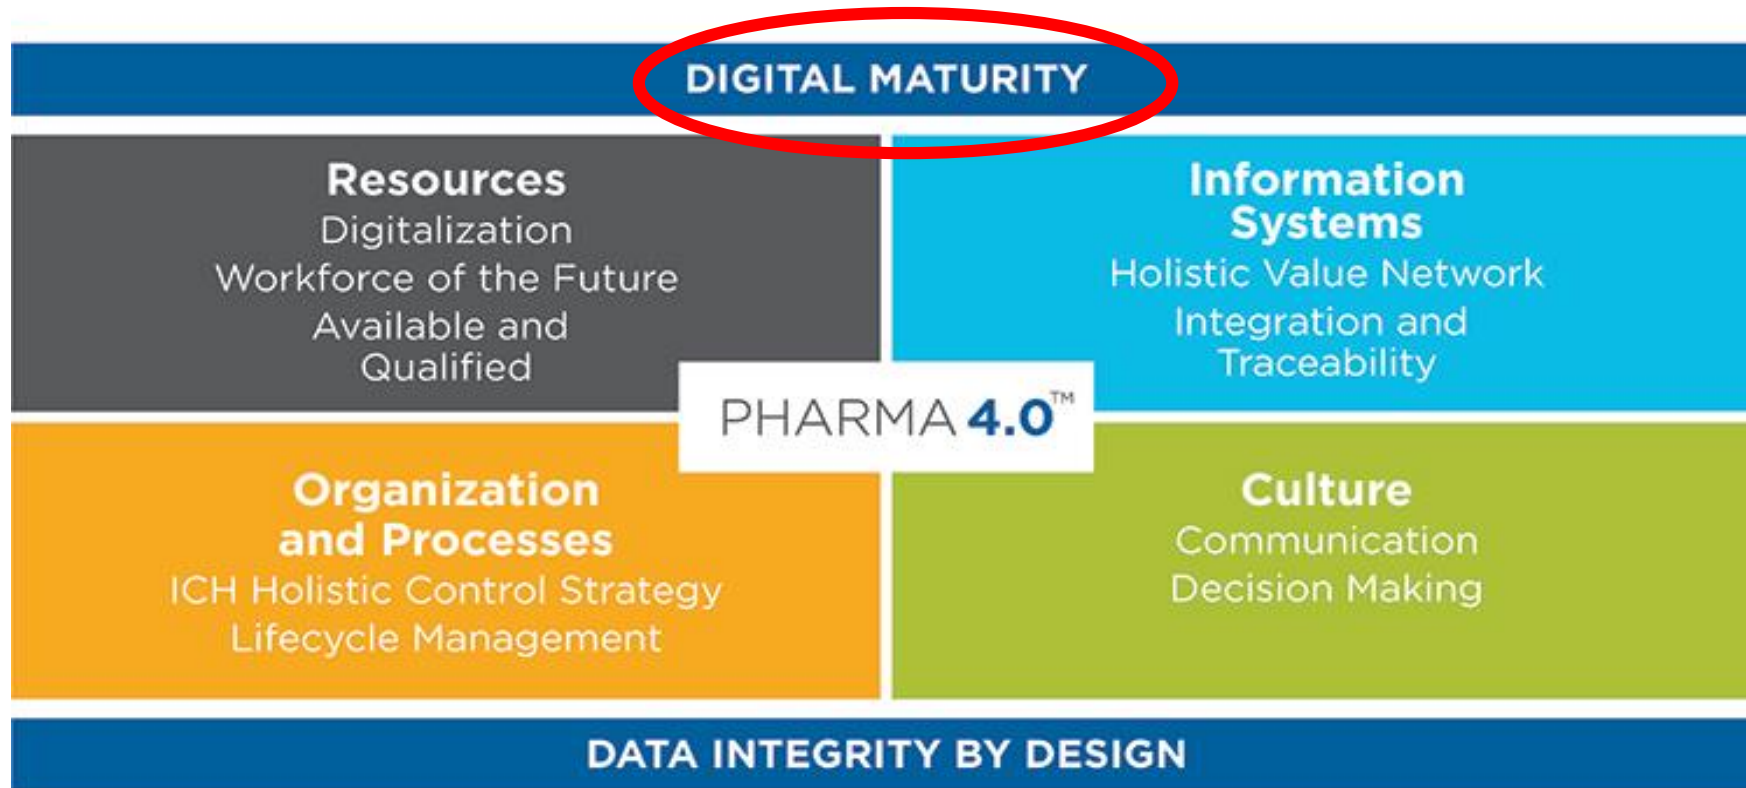 DIGITAL MATURITY
Resources
Digitalization
Workforce of the Future
Available and
Qualified
Information
Systems
Holistic Value Network
Integration and
Traceability
PHARMA 4.0™
Organization
and Processes
ICH Holistic Control Strategy
Lifecycle Management
Culture
Communication
Decision Making
DATA INTEGRITY BY DESIGN